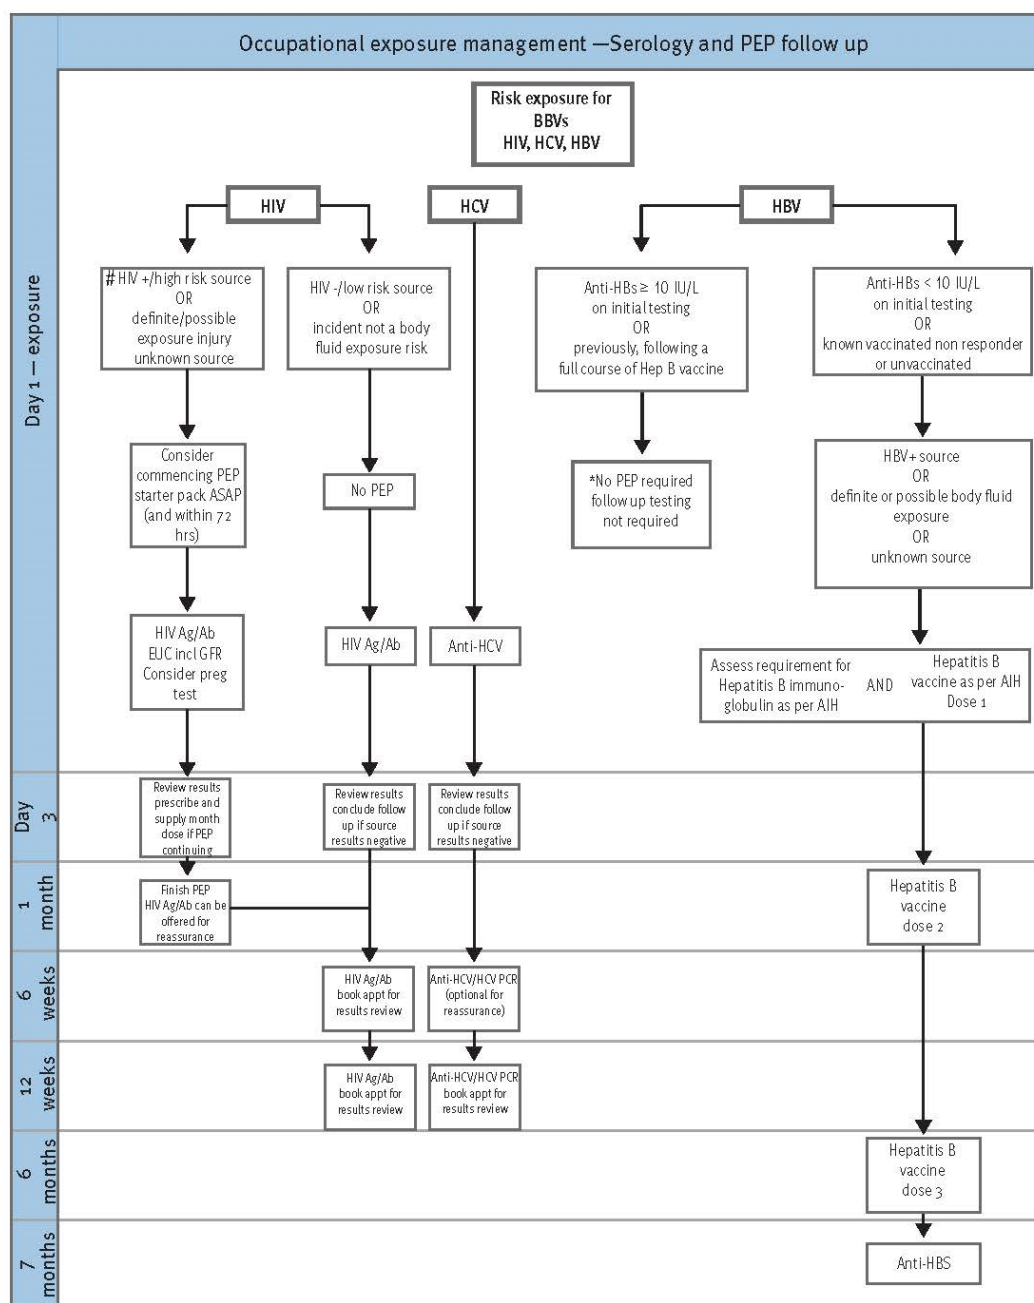 Occupational exposure management —Serology and PEP follow up
Day 1 — exposure
Risk exposure for
BBVs
HIV, HCV, HBV
HIV
HCV
HBV
# HIV +/high risk source
OR
definite/possible
exposure injury
unknown source
HIV -/low risk source
OR
incident not a body
fluid exposure risk
Anti-HBs ≥ 10 IU/L
on initial testing
OR
previously, following a
full course of Hep B vaccine
Anti-HBs < 10 IU/L
on initial testing
OR
known vaccinated non responder
or unvaccinated
Consider
commencing PEP
starter pack ASAP
(and within 72
hrs)
No PEP
*No PEP required
follow up testing
not required
HBV+ source
OR
definite or possible body fluid
exposure
OR
unknown source
HIV Ag/Ab
EUC incl GFR
Consider preg
test
HIV Ag/Ab
Anti-HCV
Assess requirement for
Hepatitis B immuno-
globulin as per AIH
AND
Hepatitis B
vaccine as per AIH
Dose 1
Day
3
Review results
prescribe and
supply month
dose if PEP
continuing
Review results
conclude follow
up if source
results negative
Review results
conclude follow
up if source
results negative
1
month
Finish PEP
HIV Ag/Ab can be
offered for
reassurance
Hepatitis B
vaccine
dose 2
6
weeks
HIV Ag/Ab
book appt for
results review
Anti-HCV/HCV PCR
(optional for
reassurance)
12
weeks
HIV Ag/Ab
book appt for
results review
Anti-HCV/HCV PCR
book appt for
results review
6
months
Hepatitis B
vaccine
dose 3
7
months
Anti-HBS